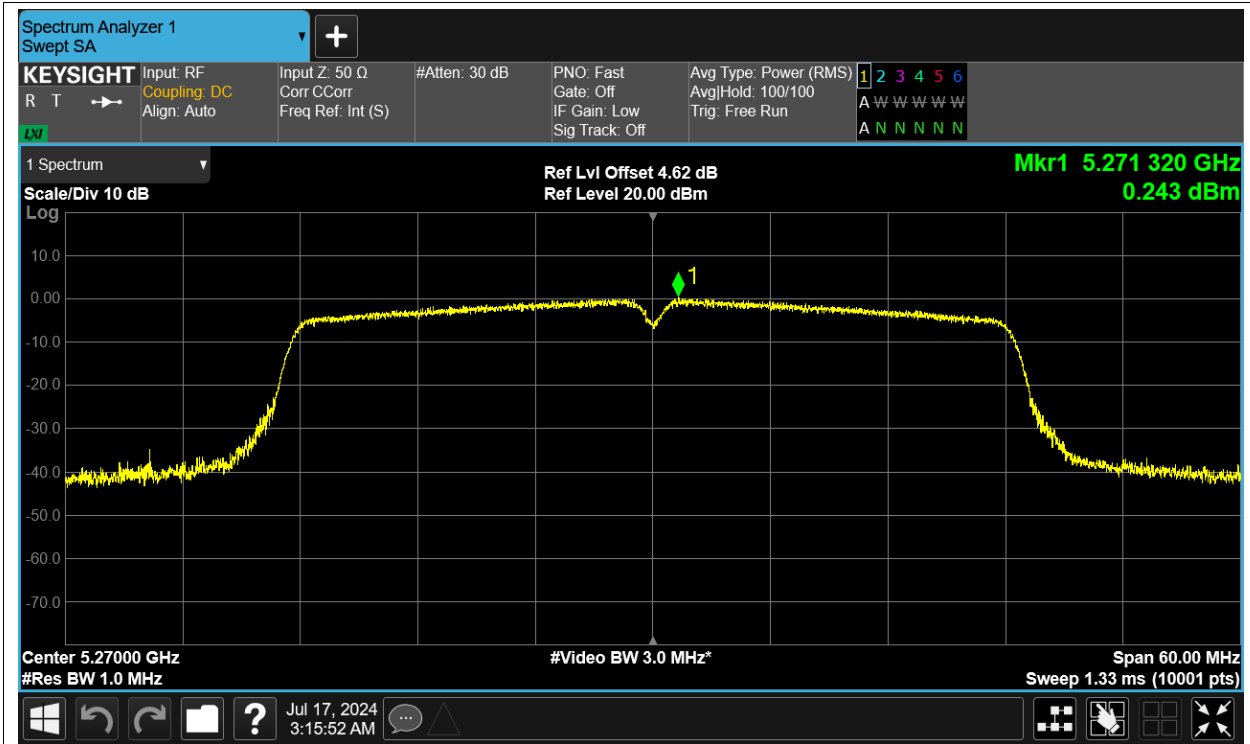 Spectrum Analyzer 1
Swept SA
KEYSIGHT
R T
LXI
Input: RF
Coupling: DC
Align: Auto
Input Z: 50 Ω
Corr CCorr
Freq Ref: Int (S)
#Atten: 30 dB
PNO: Fast
Gate: Off
IF Gain: Low
Sig Track: Off
Avg Type: Power (RMS)
Avg|Hold: 100/100
Trig: Free Run
1 2 3 4 5 6
A W W W W W
A N N N N N
1 Spectrum
Scale/Div 10 dB
Log
Ref Lvl Offset 4.62 dB
Ref Level 20.00 dBm
Mkr1 5.271 320 GHz
0.243 dBm
1
10.0
0.00
-10.0
-20.0
-30.0
-40.0
-50.0
-60.0
-70.0
Center 5.27000 GHz
#Res BW 1.0 MHz
#Video BW 3.0 MHz*
Span 60.00 MHz
Sweep 1.33 ms (10001 pts)
?
Jul 17, 2024
3:15:52 AM